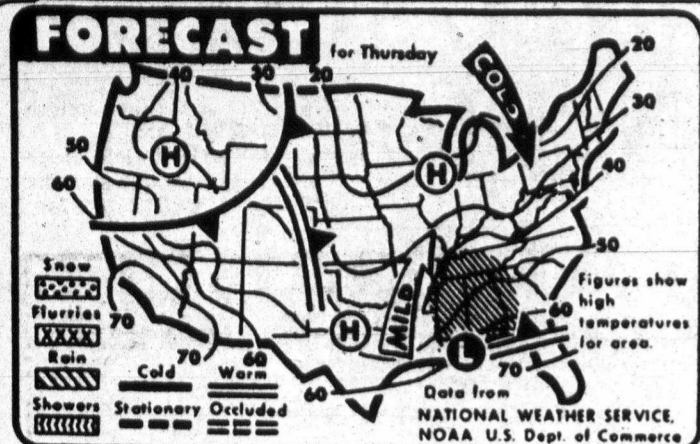 FORECAST for Thursday
40 30 20
COLD
20
30
50
H
H
40
60
50
Snow
Flurries
70
Rain
70
60
Showers
Cold Warm
Stationary Occluded
H
MILD
60
L
70
60
Figures show
high
temperatures
for area.
Data from
NATIONAL WEATHER SERVICE,
NOAA U.S. Dept. of Commerce